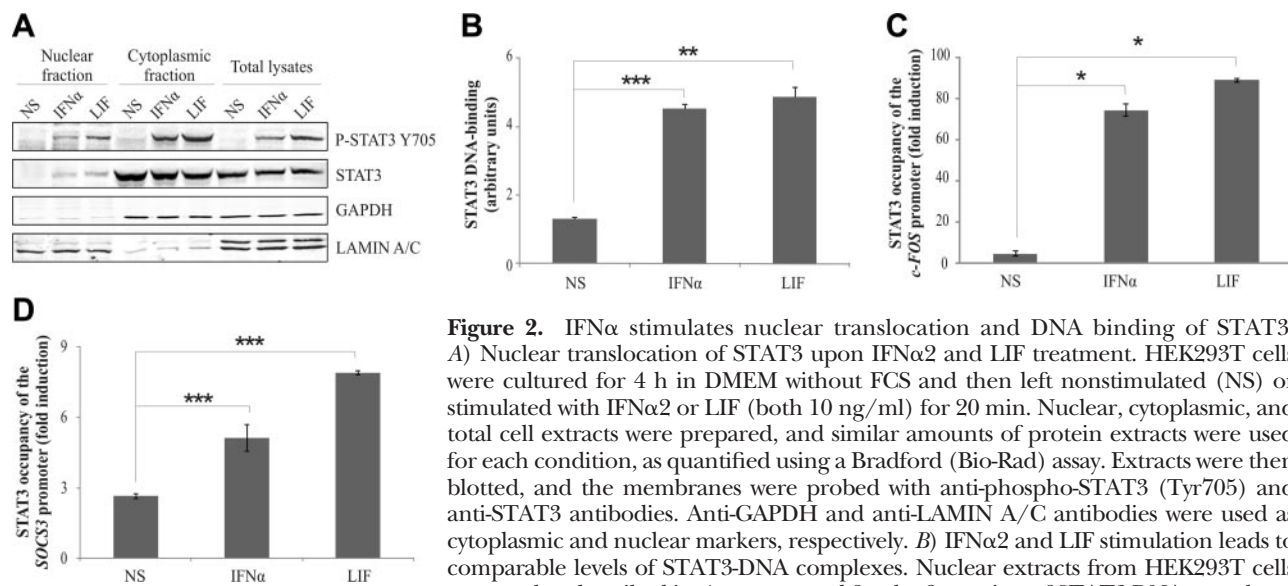 A
Nuclear fraction
Cytoplasmic fraction
Total lysates
NS IFNα LIF NS IFNα LIF NS IFNα LIF
P-STAT3 Y705
STAT3
GAPDH
LAMIN A/C
B
STAT3 DNA-binding
(arbitrary units)
6
4
2
0
***
**
NS IFNα LIF
C
STAT3 occupancy of the
c-FOS promoter (fold induction)
100
80
60
40
20
0
*
*
NS IFNα LIF
D
STAT3 occupancy of the
SOCS3 promoter (fold induction)
9
6
3
0
***
***
NS IFNα LIF
Figure 2. IFNα stimulates nuclear translocation and DNA binding of STAT3
A) Nuclear translocation of STAT3 upon IFNα2 and LIF treatment. HEK293T cell
were cultured for 4 h in DMEM without FCS and then left nonstimulated (NS) o
stimulated with IFNα2 or LIF (both 10 ng/ml) for 20 min. Nuclear, cytoplasmic, and
total cell extracts were prepared, and similar amounts of protein extracts were used
for each condition, as quantified using a Bradford (Bio-Rad) assay. Extracts were then
blotted, and the membranes were probed with anti-phospho-STAT3 (Tyr705) and
anti-STAT3 antibodies. Anti-GAPDH and anti-LAMIN A/C antibodies were used as
cytoplasmic and nuclear markers, respectively. B) IFNα2 and LIF stimulation leads to
comparable levels of STAT3-DNA complexes. Nuclear extracts from HEK293T cell